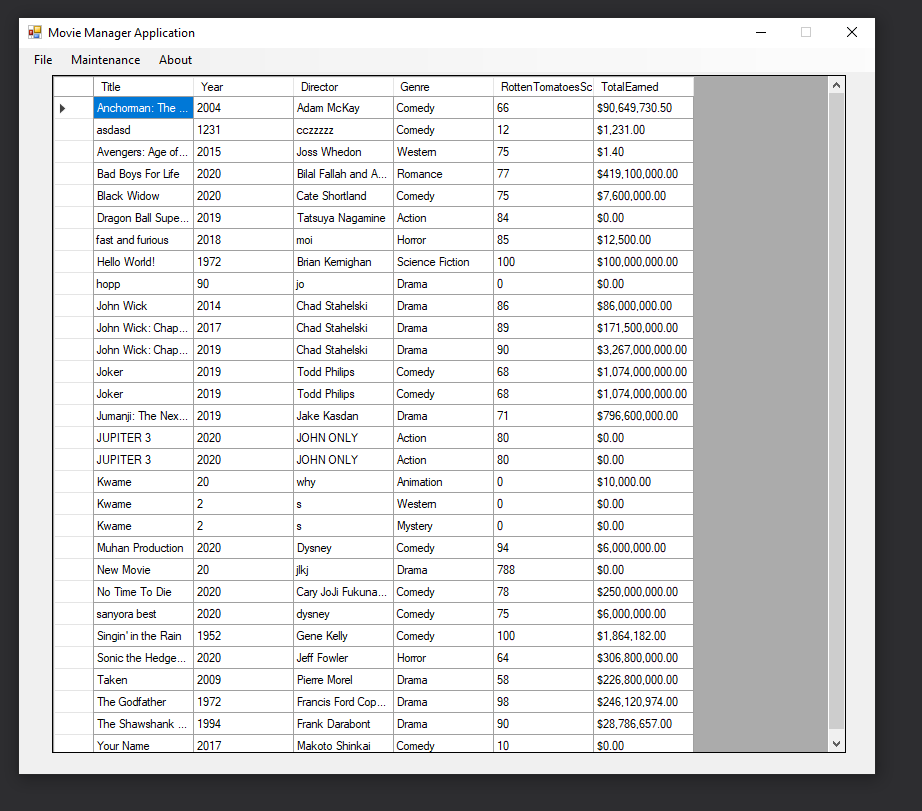 Movie Manager Application
File Maintenance About
Title Year Director Genre RottenTomatoesSc TotalEarned
Anchorman: The ... 2004 Adam McKay Comedy 66 $90,649,730.50
asdasd 1231 cczzzzz Comedy 12 $1,231.00
Avengers: Age of... 2015 Joss Whedon Western 75 $1.40
Bad Boys For Life 2020 Bilal Fallah and A... Romance 77 $419,100,000.00
Black Widow 2020 Cate Shortland Comedy 75 $7,600,000.00
Dragon Ball Supe... 2019 Tatsuya Nagamine Action 84 $0.00
fast and furious 2018 moi Horror 85 $12,500.00
Hello World! 1972 Brian Kernighan Science Fiction 100 $100,000,000.00
hopp 90 jo Drama 0 $0.00
John Wick 2014 Chad Stahelski Drama 86 $86,000,000.00
John Wick: Chap... 2017 Chad Stahelski Drama 89 $171,500,000.00
John Wick: Chap... 2019 Chad Stahelski Drama 90 $3,267,000,000.00
Joker 2019 Todd Philips Comedy 68 $1,074,000,000.00
Joker 2019 Todd Philips Comedy 68 $1,074,000,000.00
Jumanji: The Nex... 2019 Jake Kasdan Drama 71 $796,600,000.00
JUPITER 3 2020 JOHN ONLY Action 80 $0.00
JUPITER 3 2020 JOHN ONLY Action 80 $0.00
Kwame 20 why Animation 0 $10,000.00
Kwame 2 s Western 0 $0.00
Kwame 2 s Mystery 0 $0.00
Muhan Production 2020 Dysney Comedy 94 $6,000,000.00
New Movie 20 jlkj Drama 788 $0.00
No Time To Die 2020 Cary JoJi Fukuna... Comedy 78 $250,000,000.00
sanyora best 2020 dysney Comedy 75 $6,000,000.00
Singin' in the Rain 1952 Gene Kelly Comedy 100 $1,864,182.00
Sonic the Hedge... 2020 Jeff Fowler Horror 64 $306,800,000.00
Taken 2009 Pierre Morel Drama 58 $226,800,000.00
The Godfather 1972 Francis Ford Cop... Drama 98 $246,120,974.00
The Shawshank ... 1994 Frank Darabont Drama 90 $28,786,657.00
Your Name 2017 Makoto Shinkai Comedy 10 $0.00